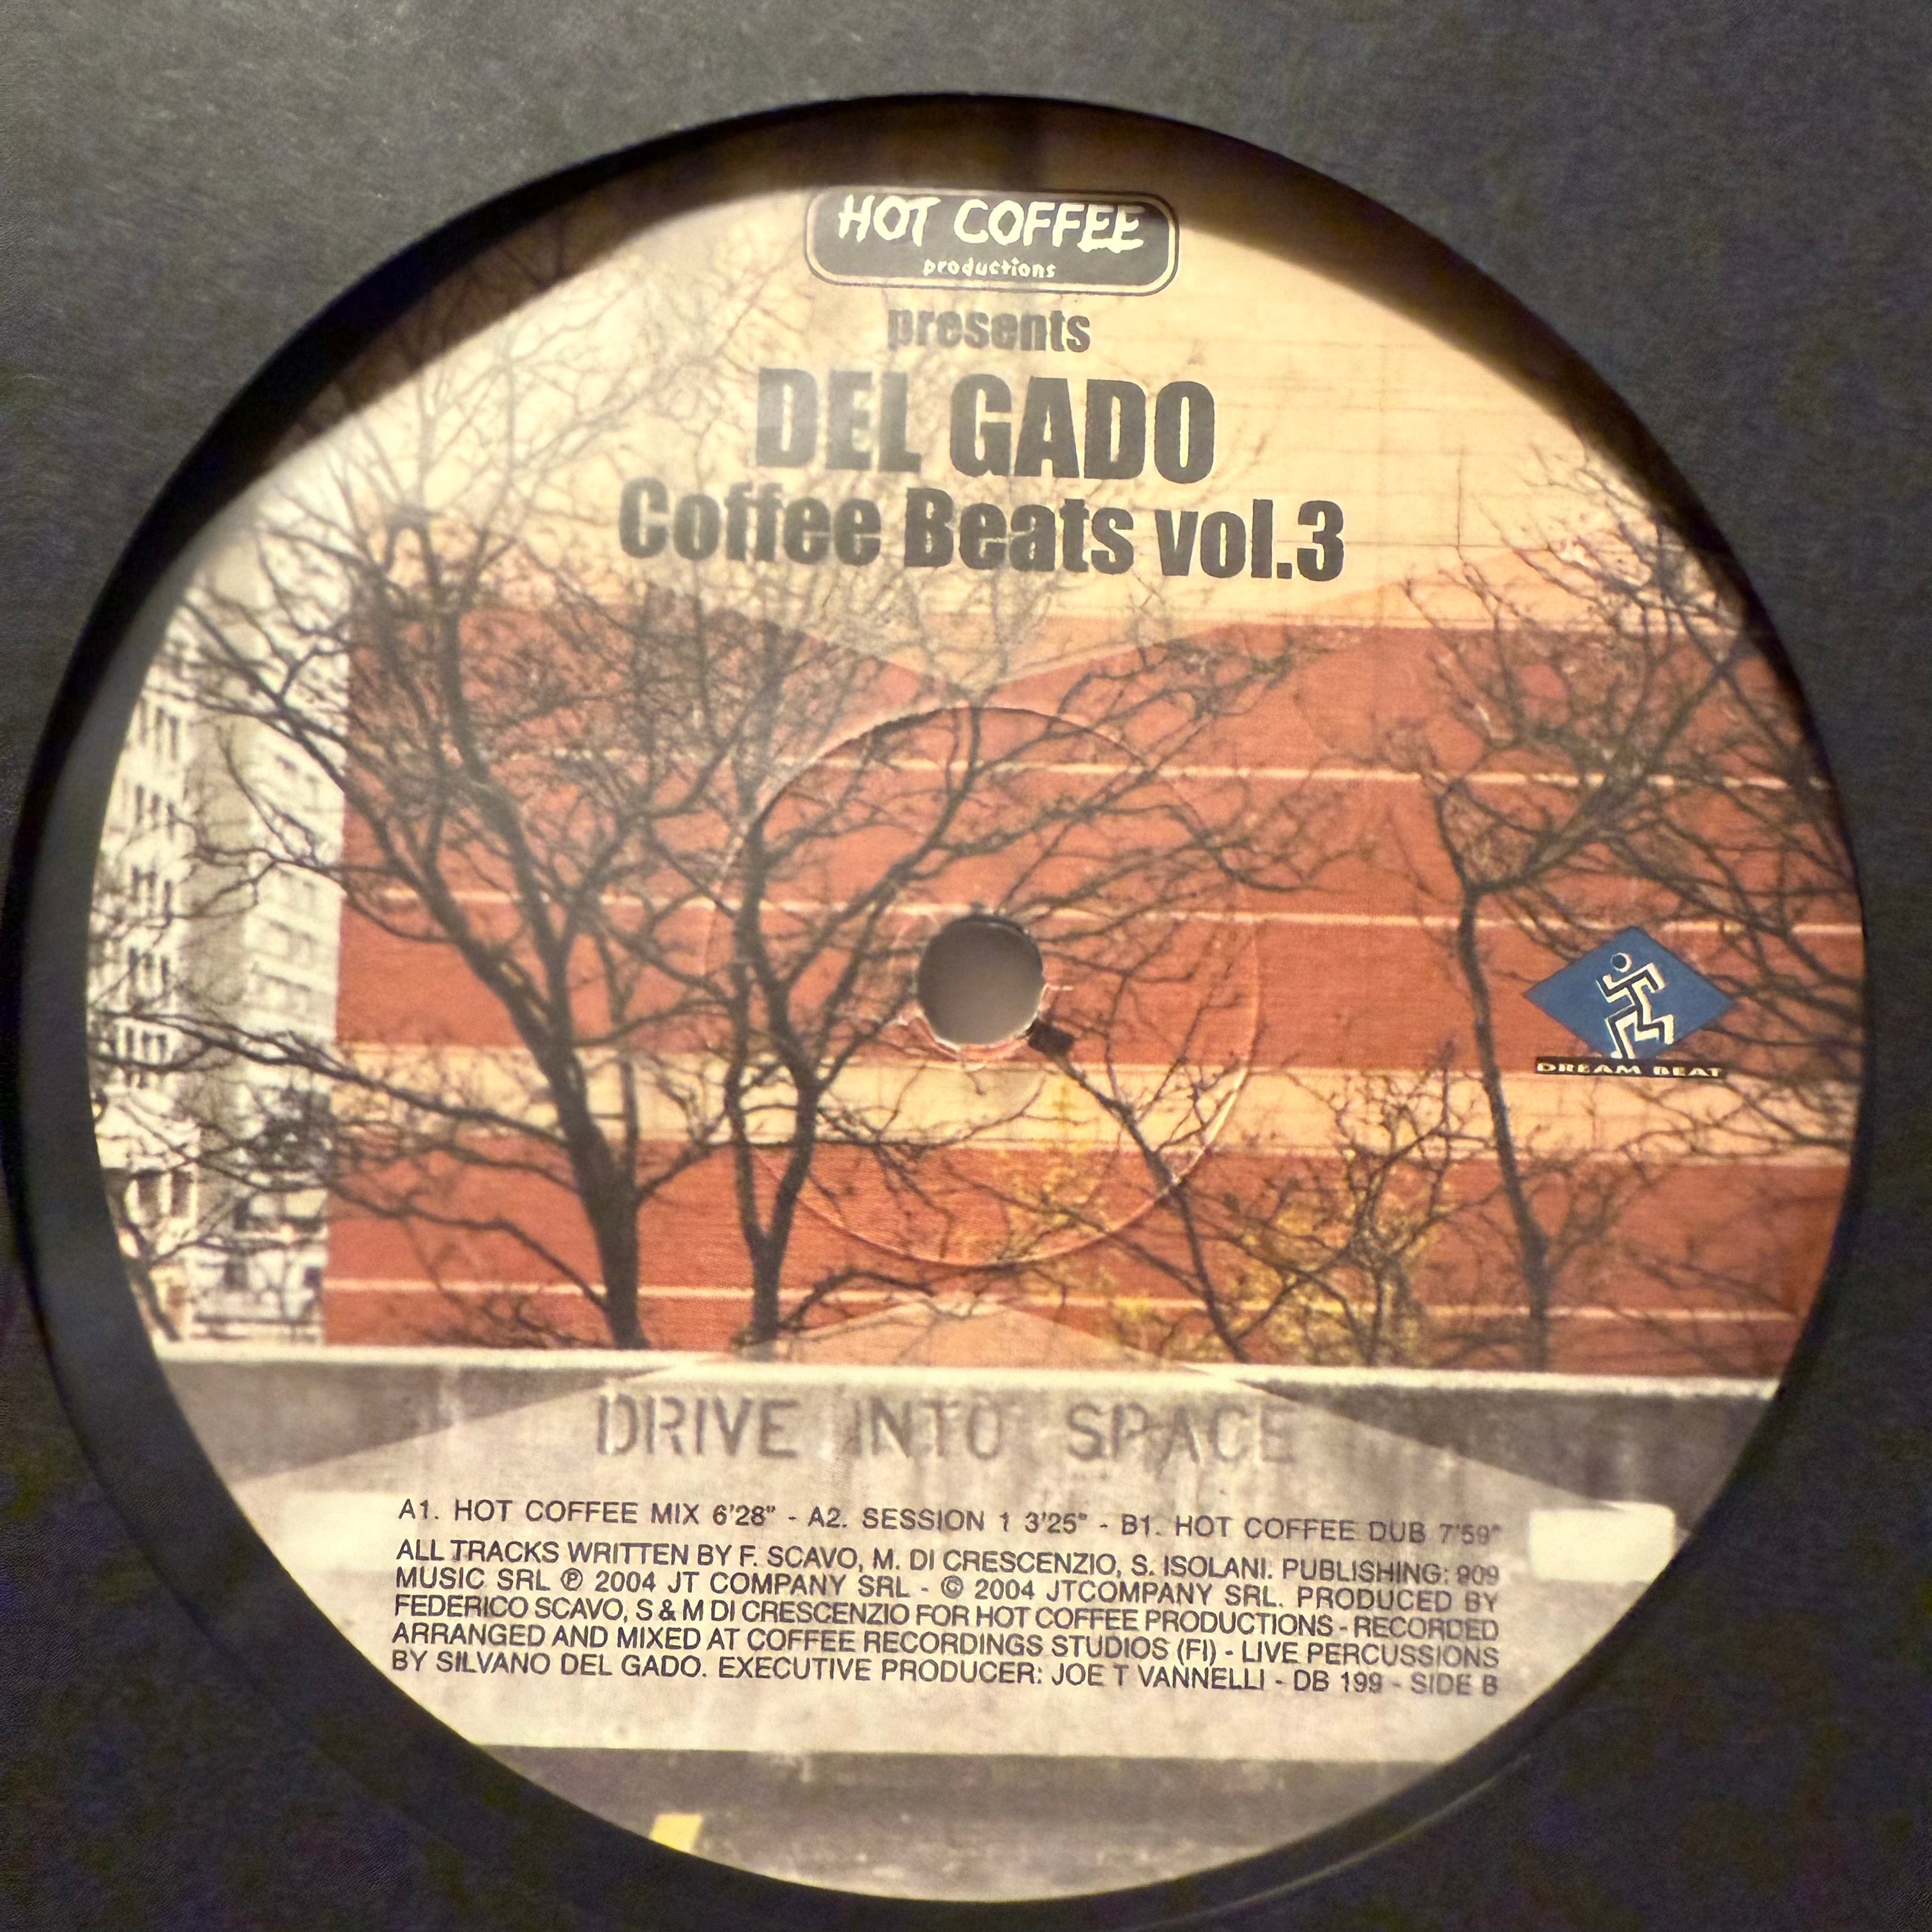 HOT COFFEE
productions
presents
DEL GADO
Coffee Beats vol.3
DREAM BEAT
DRIVE INTO SPACE
A1. HOT COFFEE MIX 6'28" - A2. SESSION 1 3'25" - B1. HOT COFFEE DUB 7'59"
ALL TRACKS WRITTEN BY F. SCAVO, M. DI CRESCENZIO, S. ISOLANI. PUBLISHING: 909
MUSIC SRL ℗ 2004 JT COMPANY SRL - © 2004 JTCOMPANY SRL. PRODUCED BY
FEDERICO SCAVO, S & M DI CRESCENZIO FOR HOT COFFEE PRODUCTIONS - RECORDED
ARRANGED AND MIXED AT COFFEE RECORDINGS STUDIOS (FI) - LIVE PERCUSSIONS
BY SILVANO DEL GADO. EXECUTIVE PRODUCER: JOE T VANNELLI - DB 199 - SIDE B